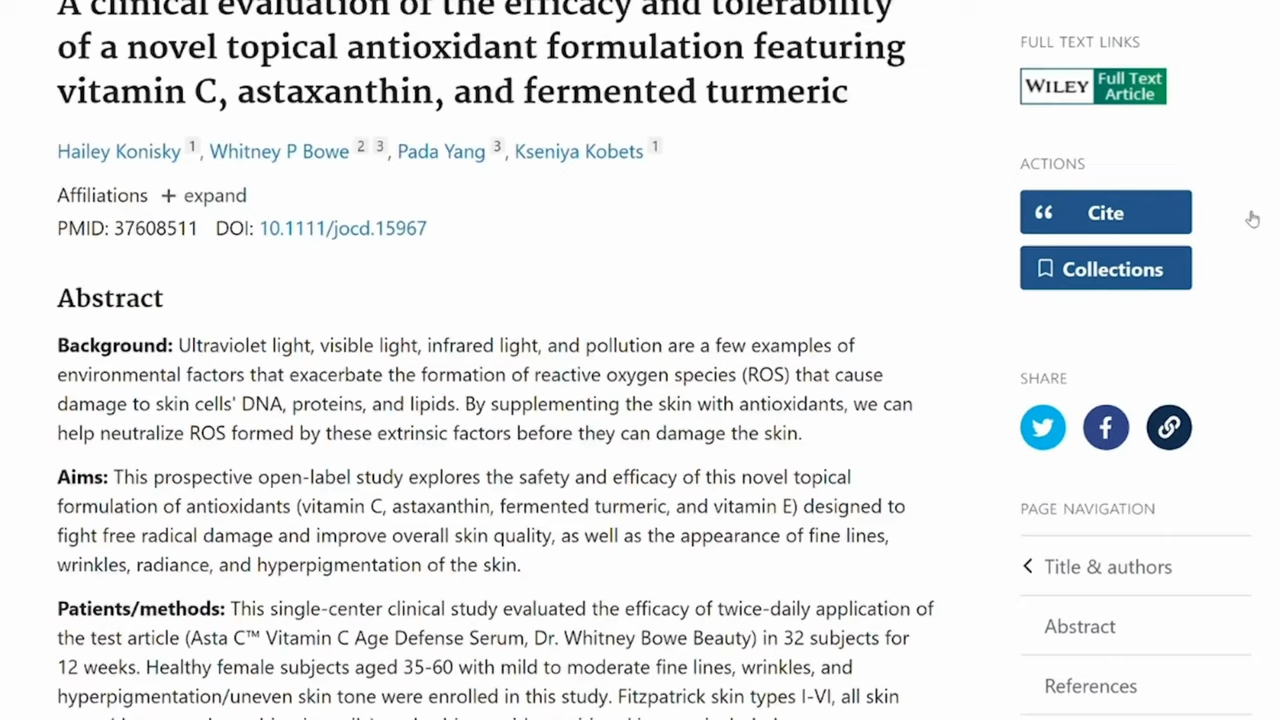 A clinical evaluation of the efficacy and tolerability
of a novel topical antioxidant formulation featuring
vitamin C, astaxanthin, and fermented turmeric
Hailey Konisky 1, Whitney P Bowe 2 3, Pada Yang 3, Kseniya Kobets 1
Affiliations + expand
PMID: 37608511 DOI: 10.1111/jocd.15967
Abstract
Background: Ultraviolet light, visible light, infrared light, and pollution are a few examples of
environmental factors that exacerbate the formation of reactive oxygen species (ROS) that cause
damage to skin cells' DNA, proteins, and lipids. By supplementing the skin with antioxidants, we can
help neutralize ROS formed by these extrinsic factors before they can damage the skin.
Aims: This prospective open-label study explores the safety and efficacy of this novel topical
formulation of antioxidants (vitamin C, astaxanthin, fermented turmeric, and vitamin E) designed to
fight free radical damage and improve overall skin quality, as well as the appearance of fine lines,
wrinkles, radiance, and hyperpigmentation of the skin.
Patients/methods: This single-center clinical study evaluated the efficacy of twice-daily application of
the test article (Asta C™ Vitamin C Age Defense Serum, Dr. Whitney Bowe Beauty) in 32 subjects for
12 weeks. Healthy female subjects aged 35-60 with mild to moderate fine lines, wrinkles, and
hyperpigmentation/uneven skin tone were enrolled in this study. Fitzpatrick skin types I-VI, all skin
FULL TEXT LINKS
WILEY Full Text
Article
ACTIONS
Cite
Collections
SHARE
PAGE NAVIGATION
Title & authors
Abstract
References